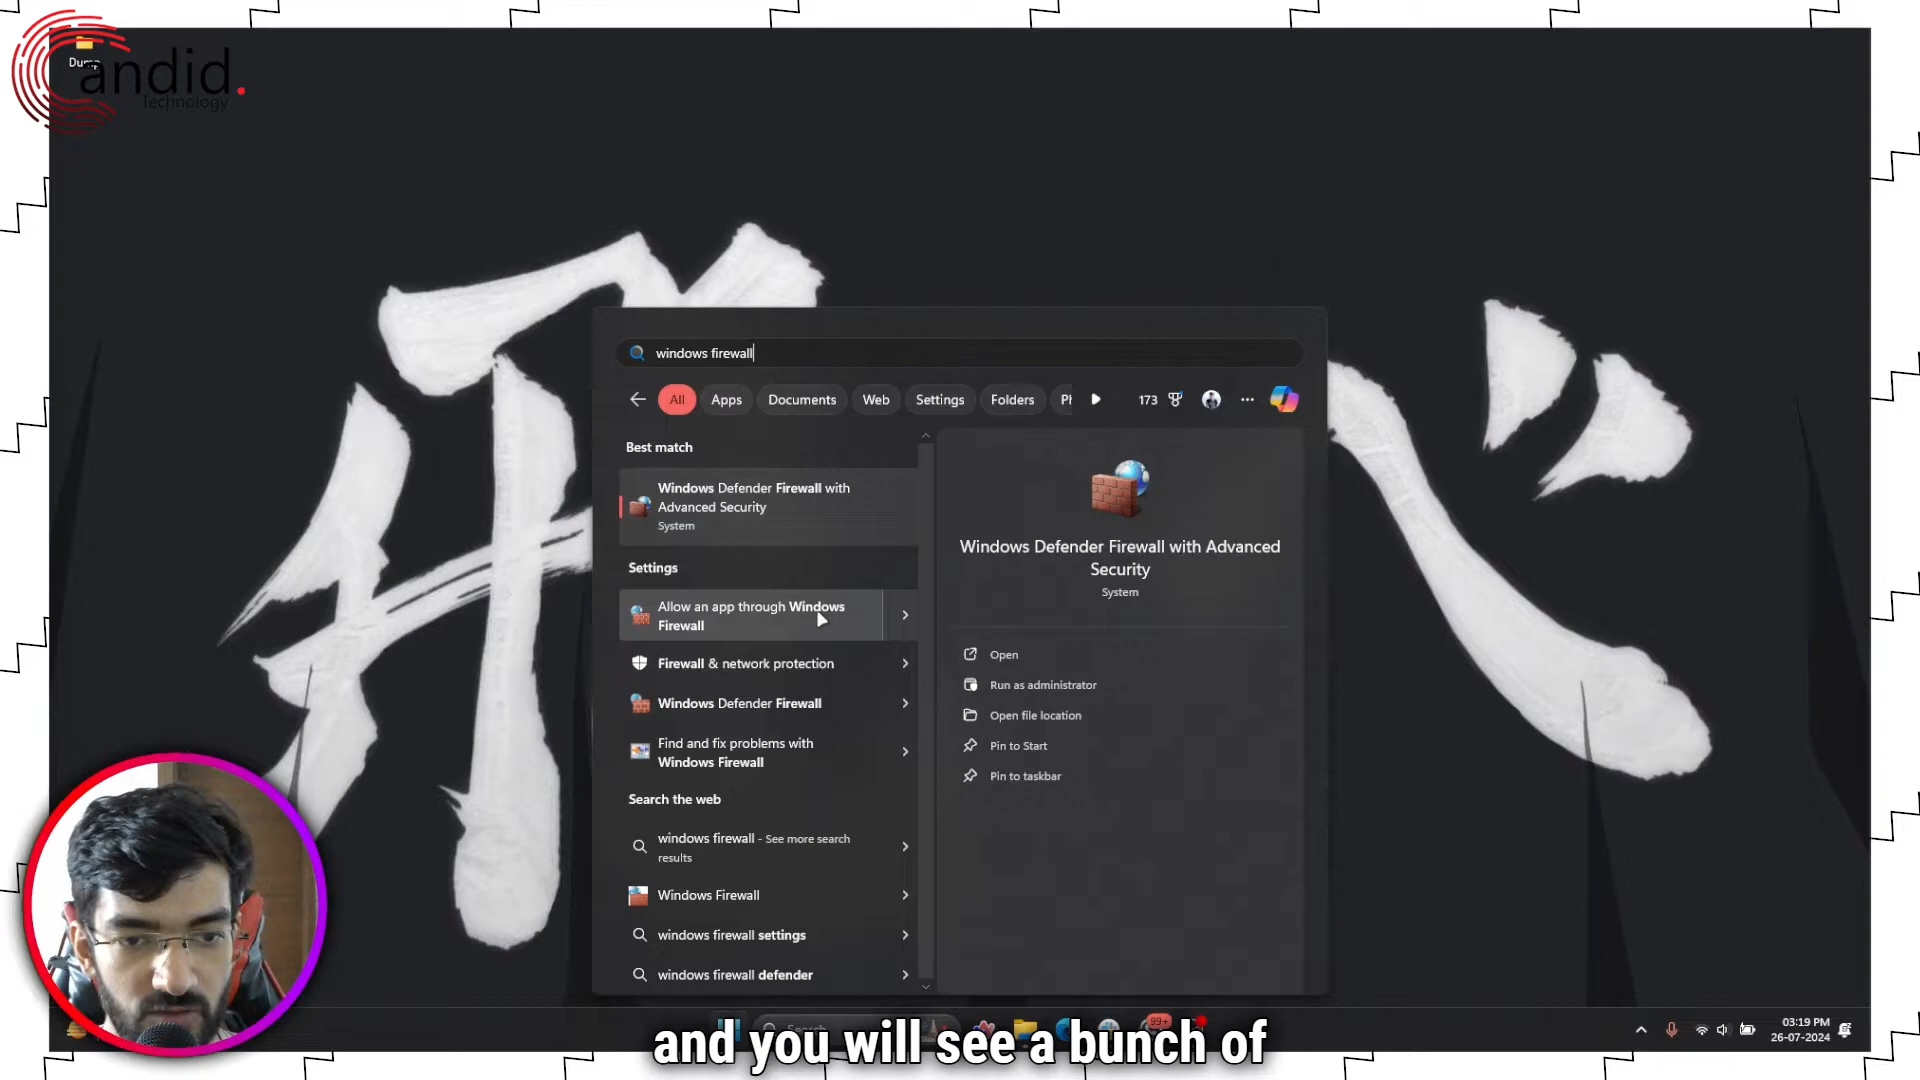 Dump
andid.
Technology
windows firewall
All
Apps
Documents
Web
Settings
Folders
173
Best match
Windows Defender Firewall with
Advanced Security
System
Settings
Allow an app through Windows
Firewall
Firewall & network protection
Windows Defender Firewall
Find and fix problems with
Windows Firewall
Search the web
windows firewall - See more search
results
Windows Firewall
windows firewall settings
windows firewall defender
Windows Defender Firewall with Advanced
Security
System
Open
Run as administrator
Open file location
Pin to Start
Pin to taskbar
Search
99+
03:19 PM
26-07-2024
and you will see a bunch of